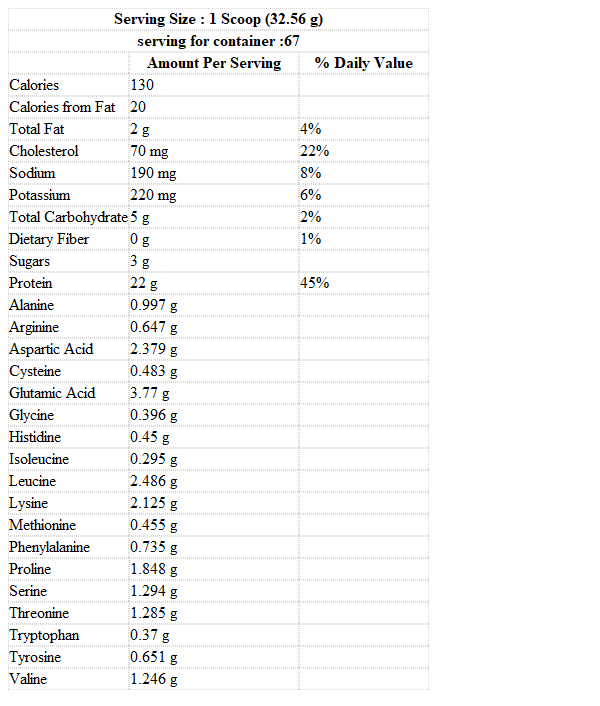 Serving Size : 1 Scoop (32.56 g)
serving for container :67
Amount Per Serving % Daily Value
Calories 130
Calories from Fat 20
Total Fat 2 g 4%
Cholesterol 70 mg 22%
Sodium 190 mg 8%
Potassium 220 mg 6%
Total Carbohydrate 5 g 2%
Dietary Fiber 0 g 1%
Sugars 3 g
Protein 22 g 45%
Alanine 0.997 g
Arginine 0.647 g
Aspartic Acid 2.379 g
Cysteine 0.483 g
Glutamic Acid 3.77 g
Glycine 0.396 g
Histidine 0.45 g
Isoleucine 0.295 g
Leucine 2.486 g
Lysine 2.125 g
Methionine 0.455 g
Phenylalanine 0.735 g
Proline 1.848 g
Serine 1.294 g
Threonine 1.285 g
Tryptophan 0.37 g
Tyrosine 0.651 g
Valine 1.246 g